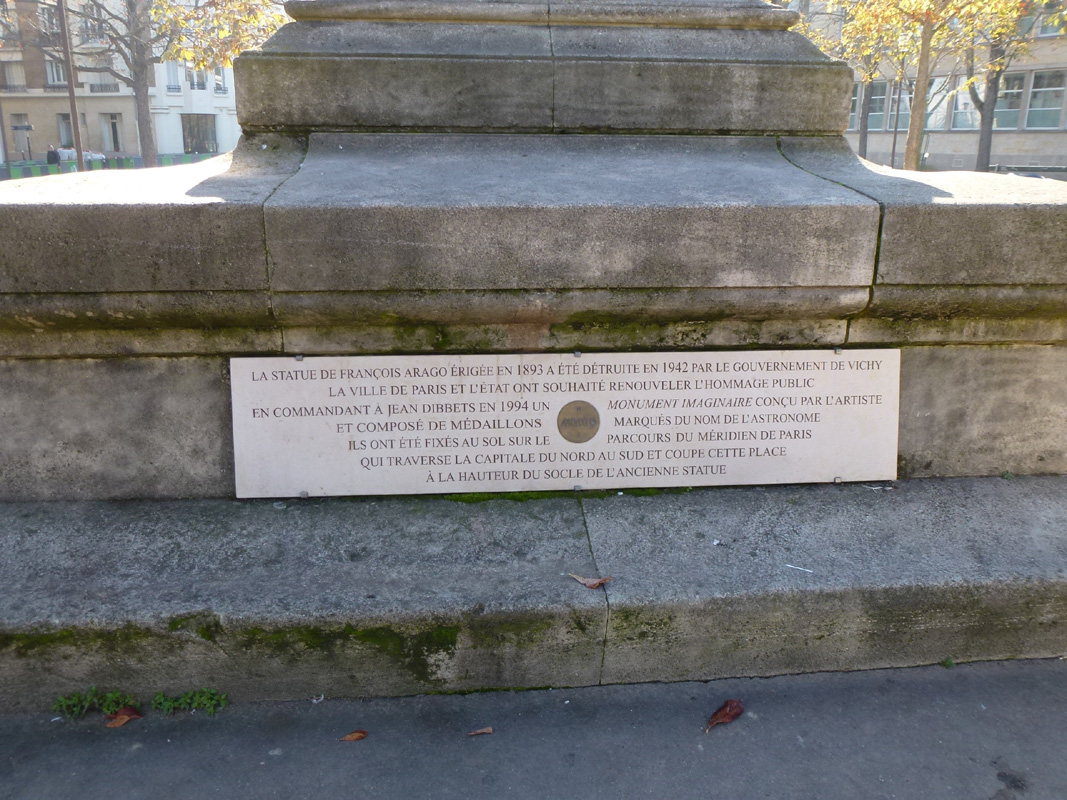 LA STATUE DE FRANÇOIS ARAGO ÉRIGÉE EN 1893 A ÉTÉ DÉTRUITE EN 1942 PAR LE GOUVERNEMENT DE VICHY
LA VILLE DE PARIS ET L'ÉTAT ONT SOUHAITÉ RENOUVELER L'HOMMAGE PUBLIC
EN COMMANDANT À JEAN DIBBETS EN 1994 UN MONUMENT IMAGINAIRE CONÇU PAR L'ARTISTE
ET COMPOSÉ DE MÉDAILLONS ARAGO MARQUÉS DU NOM DE L'ASTRONOME
ILS ONT ÉTÉ FIXÉS AU SOL SUR LE PARCOURS DU MÉRIDIEN DE PARIS
QUI TRAVERSE LA CAPITALE DU NORD AU SUD ET COUPE CETTE PLACE
À LA HAUTEUR DU SOCLE DE L'ANCIENNE STATUE